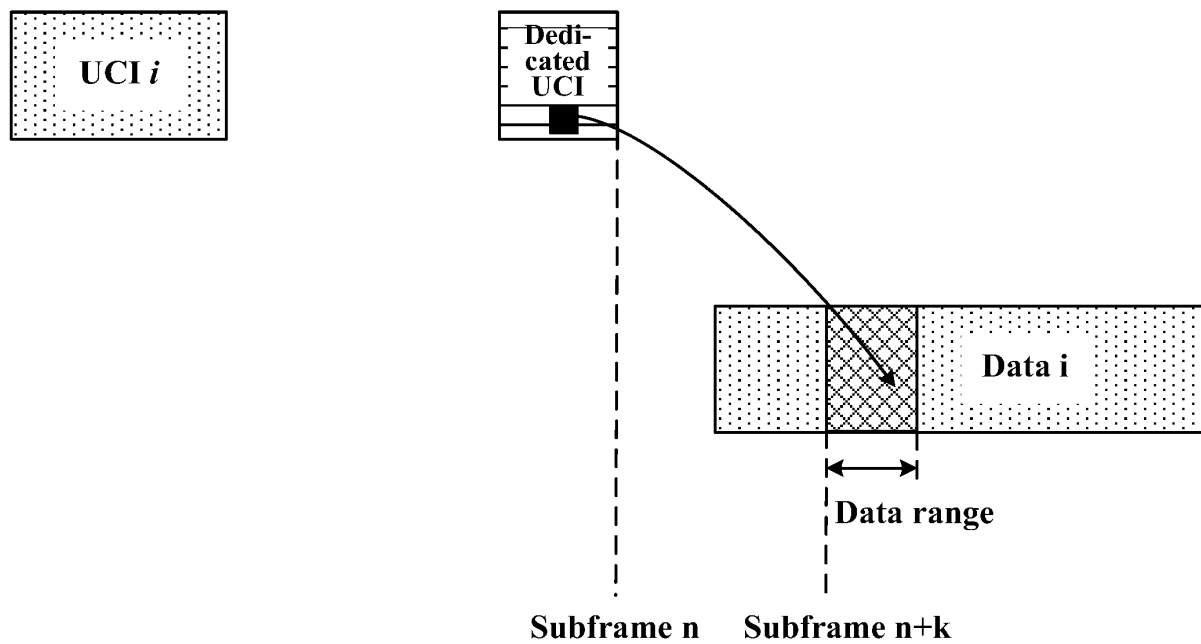 UCI i
Dedi-
cated
UCI
Data i
Data range
Subframe n
Subframe n+k